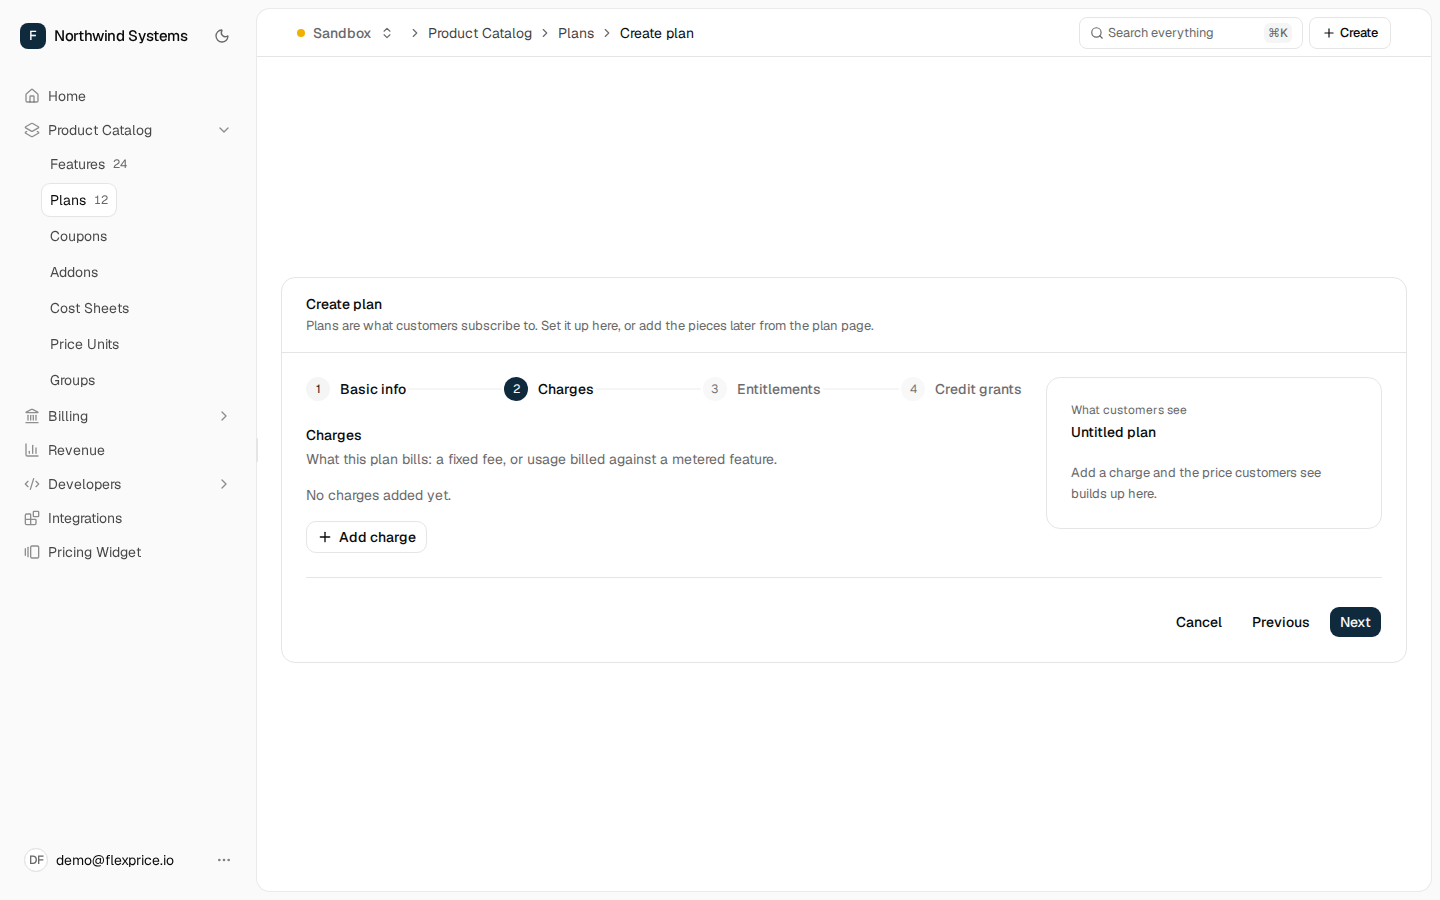 F Northwind Systems
Home
Product Catalog
Features 24
Plans 12
Coupons
Addons
Cost Sheets
Price Units
Groups
Billing
Revenue
Developers
Integrations
Pricing Widget
DF demo@flexprice.io
Sandbox Product Catalog Plans Create plan
Search everything ⌘K
Create
Create plan
Plans are what customers subscribe to. Set it up here, or add the pieces later from the plan page.
1 Basic info 2 Charges 3 Entitlements 4 Credit grants
Charges
What this plan bills: a fixed fee, or usage billed against a metered feature.
No charges added yet.
Add charge
What customers see
Untitled plan
Add a charge and the price customers see
builds up here.
Cancel Previous Next